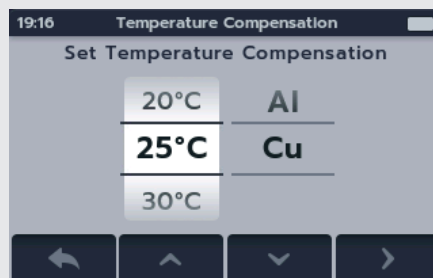 19:16 Temperature Compensation
Set Temperature Compensation
20°C Al
25°C Cu
30°C